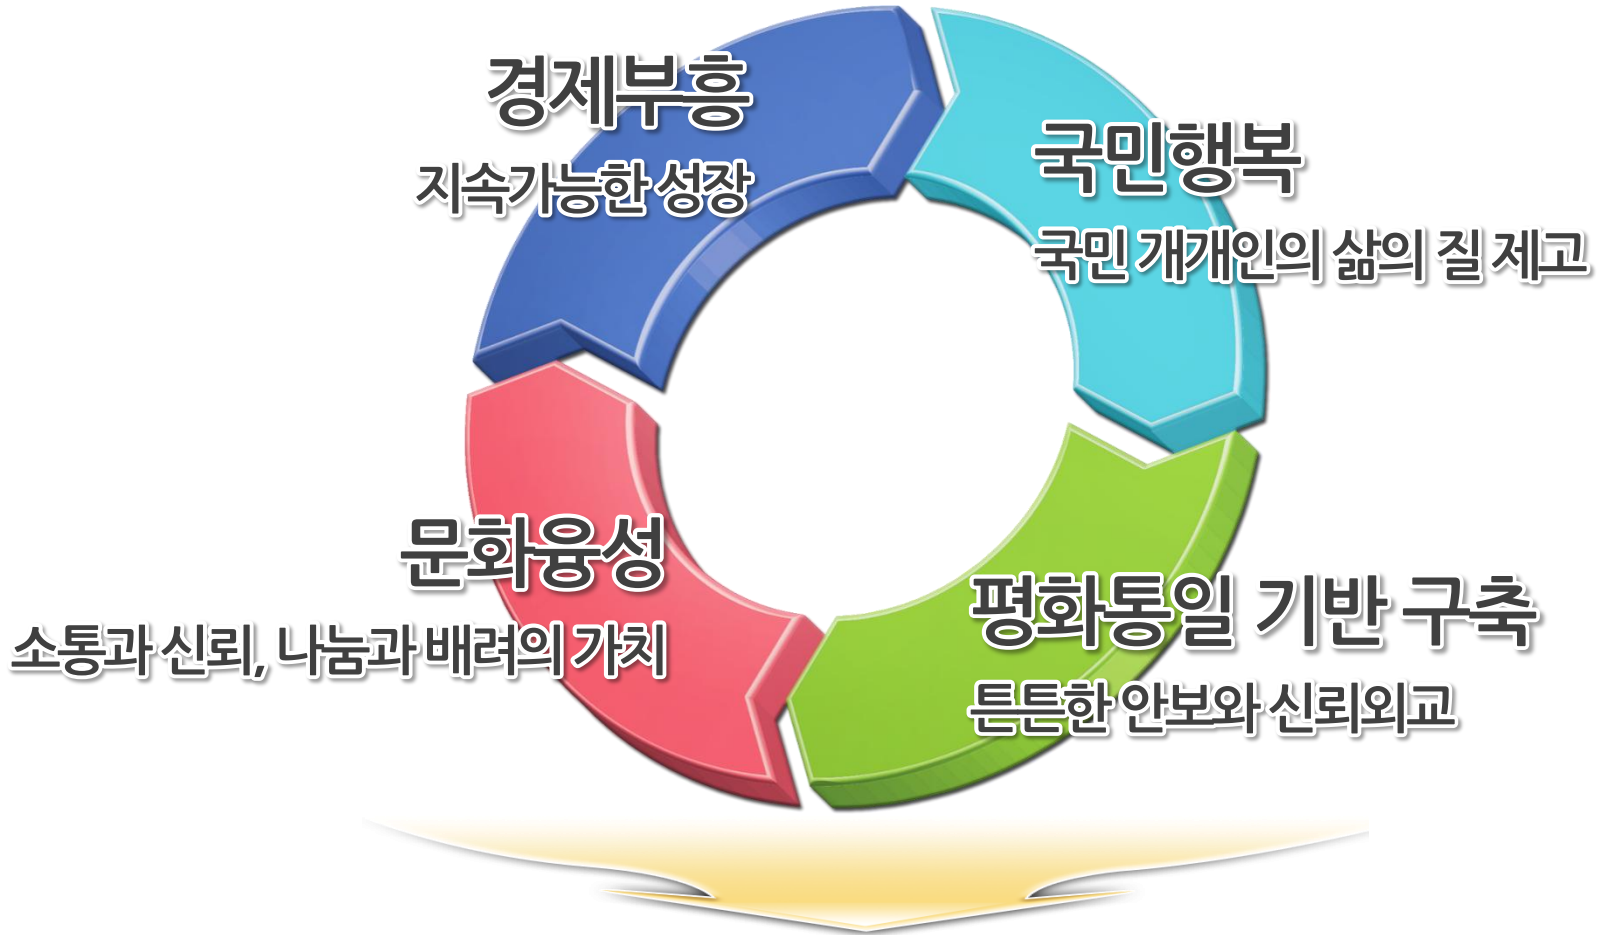 경제부흥
지속가능한 성장
국민행복
국민 개개인의 삶의 질 제고
문화융성
소통과 신뢰, 나눔과 배려의 가치
평화통일 기반 구축
튼튼한 안보와 신뢰외교